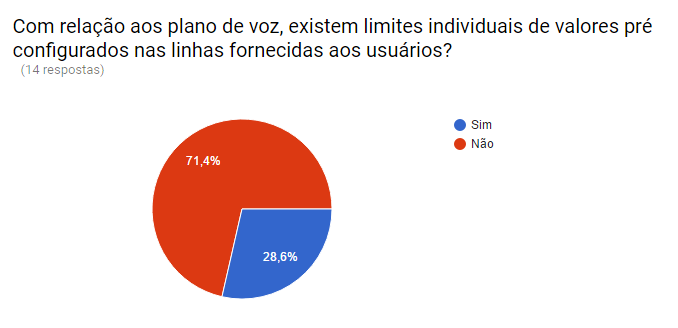 Com relação aos plano de voz, existem limites individuais de valores pré
configurados nas linhas fornecidas aos usuários?
(14 respostas)
Sim
Não
71,4%
28,6%